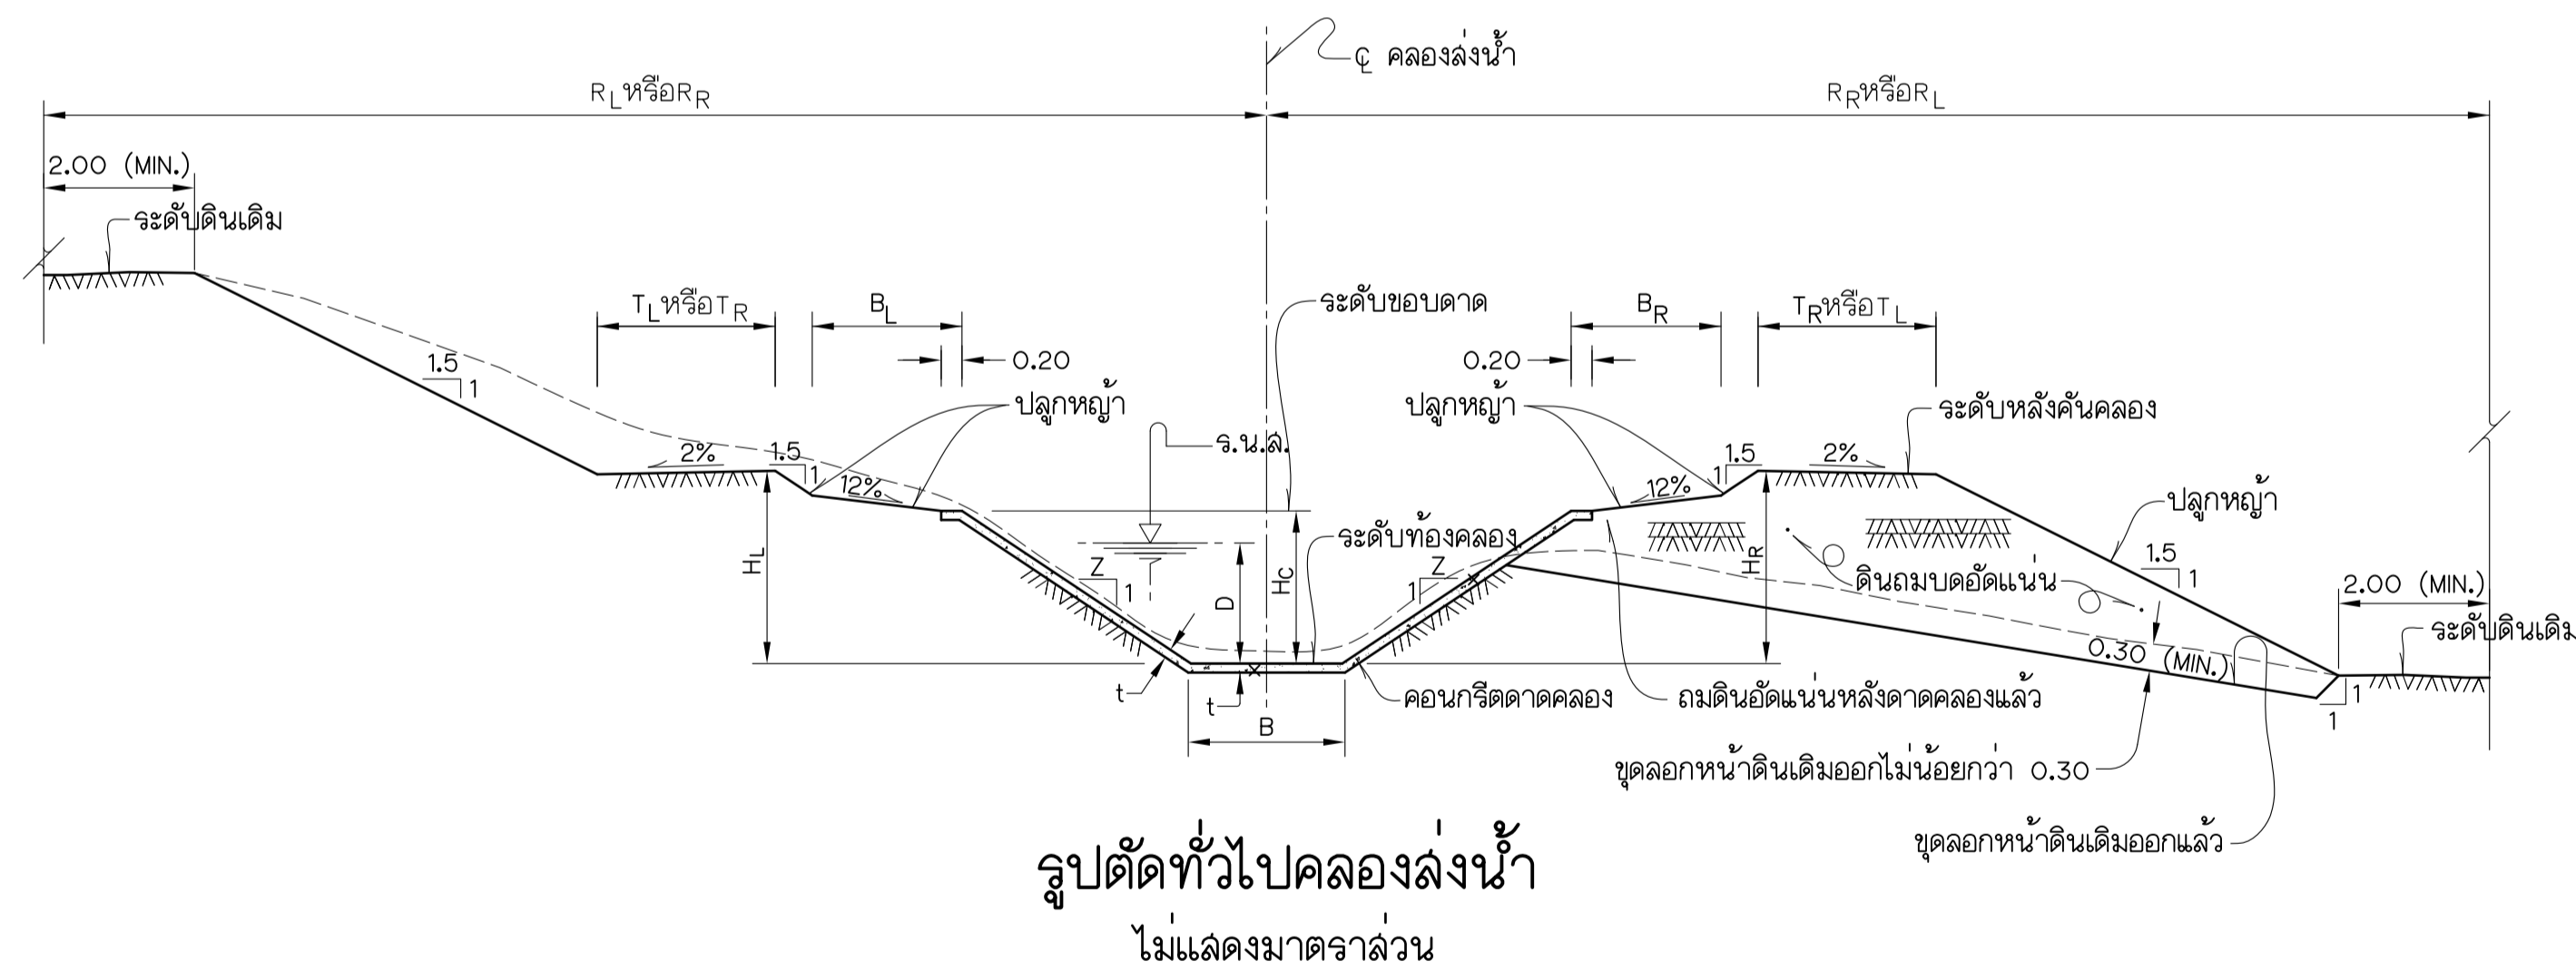 ℄ คลองส่งน้ำ
RLหรือRR
RRหรือRL
2.00 (MIN.)
ระดับดินเดิม
TLหรือTR
BL
ระดับขอบดาด
BR
TRหรือTL
0.20
0.20
1.5
1
ปลูกหญ้า
ปลูกหญ้า
ระดับหลังคันคลอง
ร.น.ส.
2%
1.5
1
12%
12%
1
1.5
2%
ปลูกหญ้า
ระดับท้องคลอง
HL
Z
1
D
HC
Z
1
HR
ดินถมบดอัดแน่น
1.5
1
2.00 (MIN.)
ระดับดินเดิม
0.30 (MIN.)
t
t
B
คอนกรีตดาดคลอง
ถมดินอัดแน่นหลังดาดคลองแล้ว
1
1
ขุดลอกหน้าดินเดิมออกไม่น้อยกว่า 0.30
ขุดลอกหน้าดินเดิมออกแล้ว
รูปตัดทั่วไปคลองส่งน้ำ
ไม่แสดงมาตราส่วน